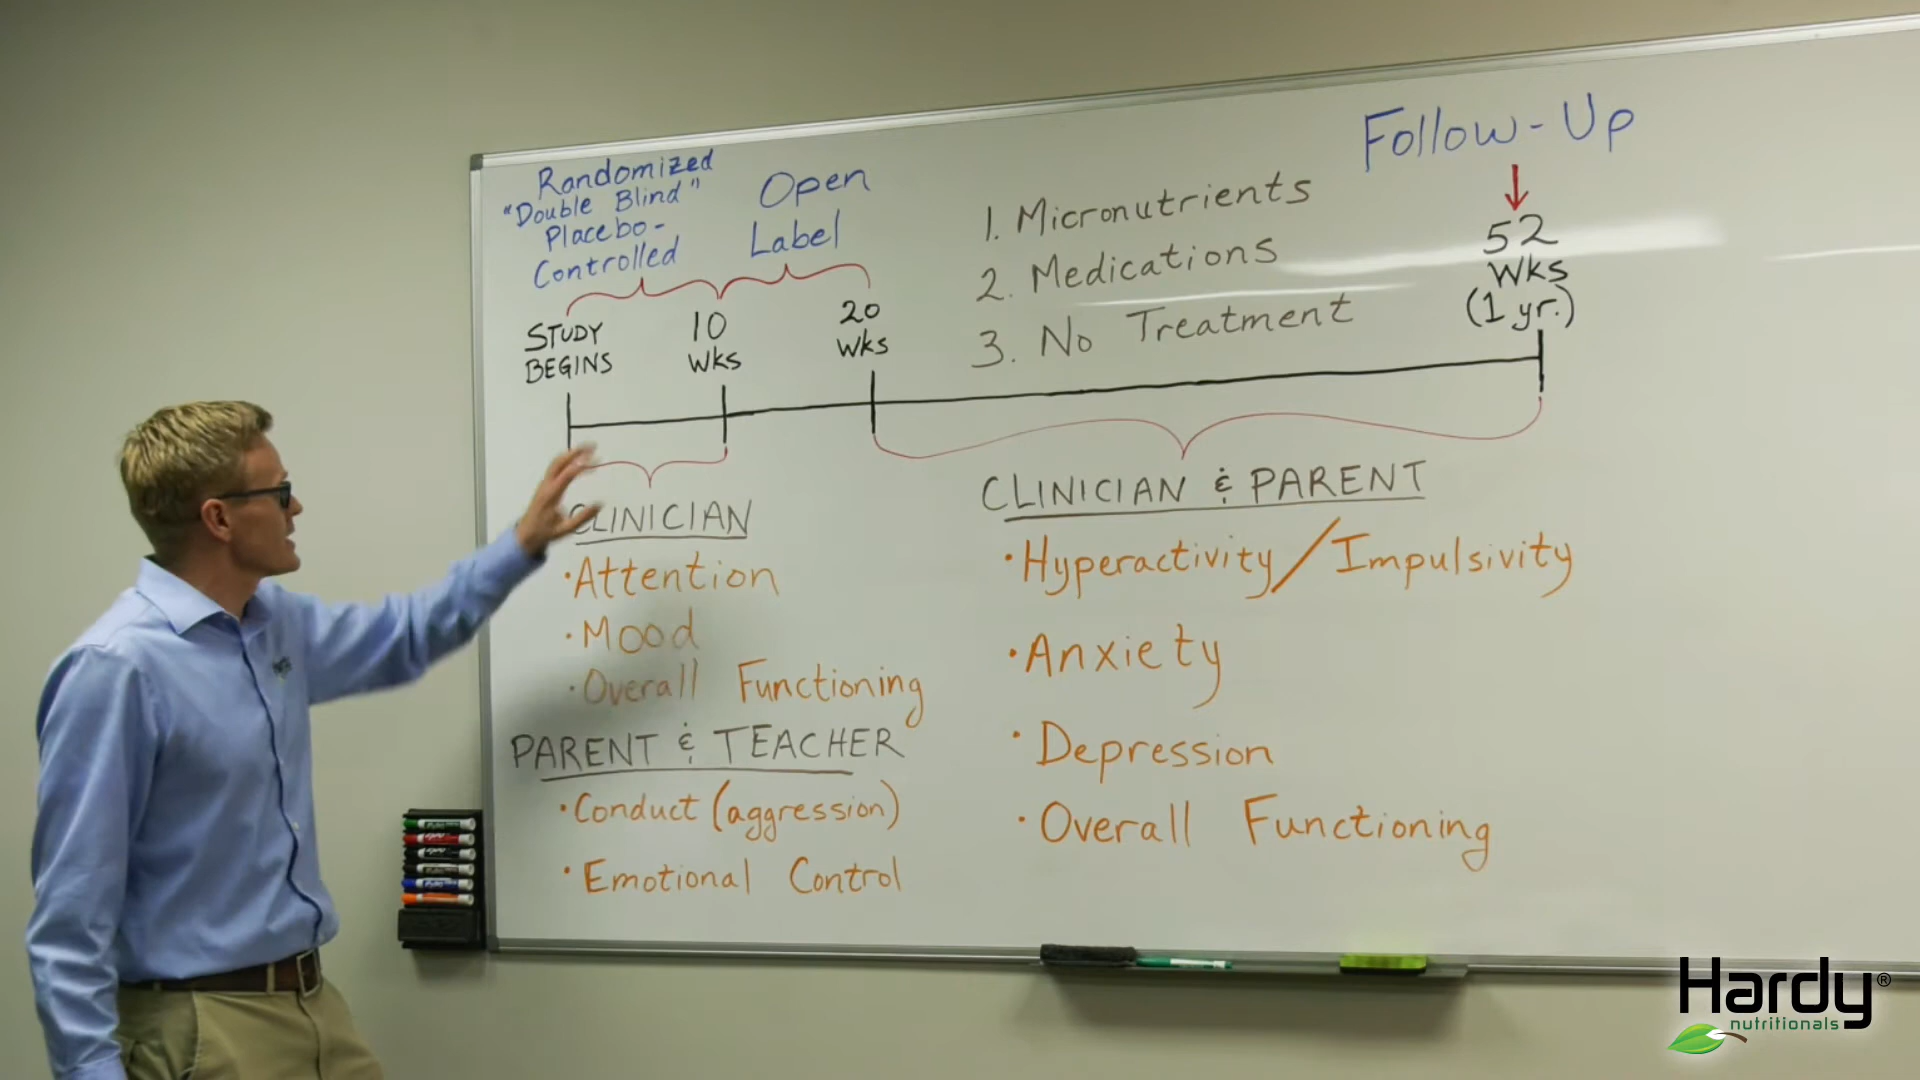 Randomized
"Double Blind"
Placebo-
Controlled
Open
Label
1. Micronutrients
2. Medications
3. No Treatment
Follow-Up
52
Wks
(1 yr.)
STUDY
BEGINS
10
Wks
20
Wks
CLINICIAN
·Attention
·Mood
·Overall Functioning
PARENT & TEACHER
·Conduct (aggression)
·Emotional Control
CLINICIAN & PARENT
·Hyperactivity/Impulsivity
·Anxiety
·Depression
·Overall Functioning
Hardy®
nutritionals